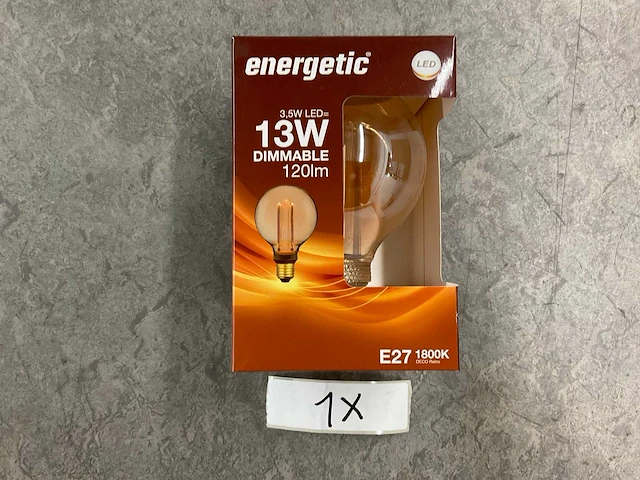 energetic®
LED
3,5W LED=
13W
DIMMABLE
120lm
E27 1800K
DECO Retro
1X